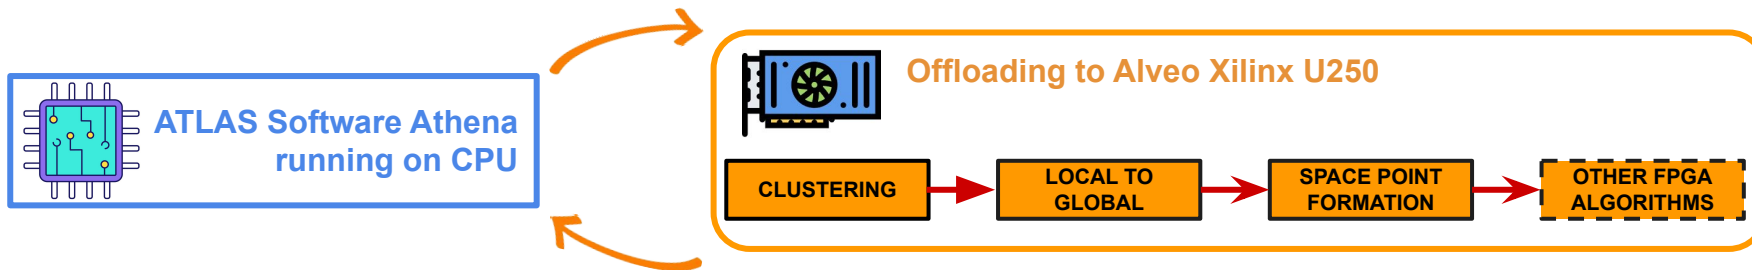 ATLAS Software Athena
running on CPU
Offloading to Alveo Xilinx U250
CLUSTERING
LOCAL TO
GLOBAL
SPACE POINT
FORMATION
OTHER FPGA
ALGORITHMS